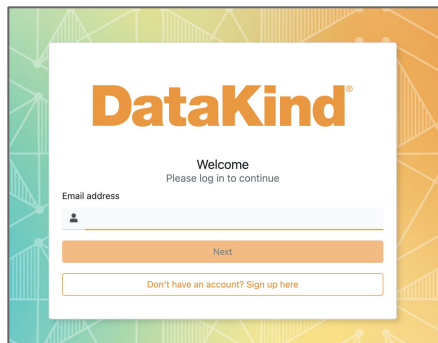 DataKind®
Welcome
Please log in to continue
Email address
Next
Don't have an account? Sign up here